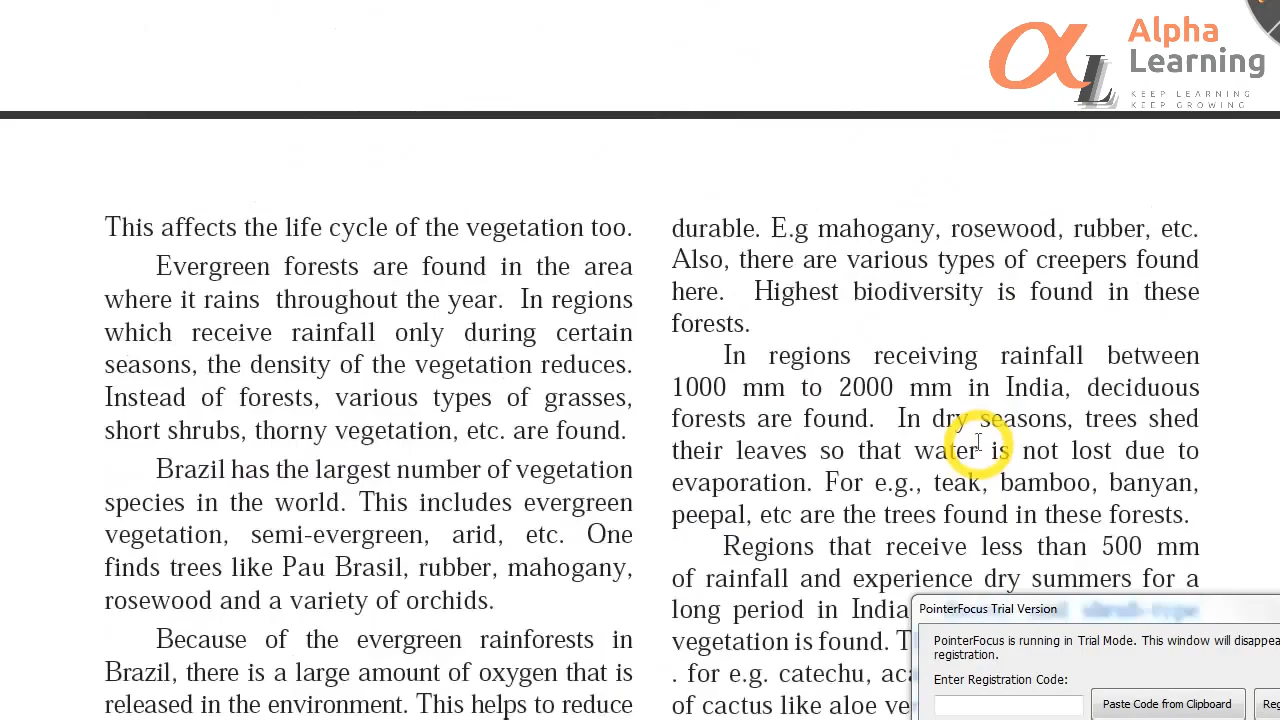 Alpha
Learning
KEEP LEARNING
KEEP GROWING
This affects the life cycle of the vegetation too.
Evergreen forests are found in the area
where it rains throughout the year. In regions
which receive rainfall only during certain
seasons, the density of the vegetation reduces.
Instead of forests, various types of grasses,
short shrubs, thorny vegetation, etc. are found.
Brazil has the largest number of vegetation
species in the world. This includes evergreen
vegetation, semi-evergreen, arid, etc. One
finds trees like Pau Brasil, rubber, mahogany,
rosewood and a variety of orchids.
Because of the evergreen rainforests in
Brazil, there is a large amount of oxygen that is
released in the environment. This helps to reduce
durable. E.g mahogany, rosewood, rubber, etc.
Also, there are various types of creepers found
here. Highest biodiversity is found in these
forests.
In regions receiving rainfall between
1000 mm to 2000 mm in India, deciduous
forests are found. In dry seasons, trees shed
their leaves so that water is not lost due to
evaporation. For e.g., teak, bamboo, banyan,
peepal, etc are the trees found in these forests.
Regions that receive less than 500 mm
of rainfall and experience dry summers for a
long period in India
vegetation is found. T
. for e.g. catechu, aca
of cactus like aloe ve
PointerFocus Trial Version
PointerFocus is running in Trial Mode. This window will disappe
registration.
Enter Registration Code:
Paste Code from Clipboard
Reg